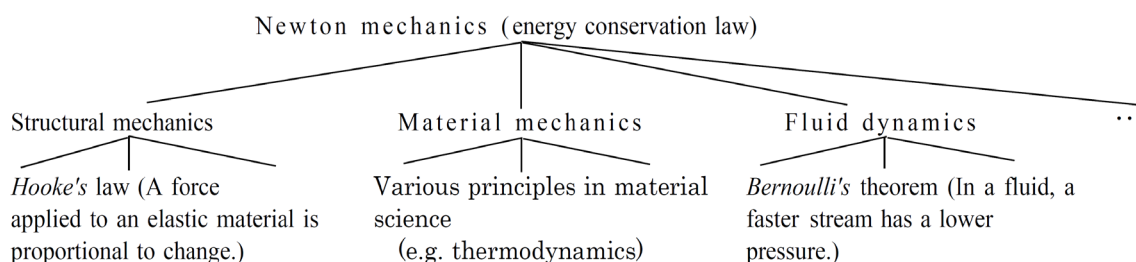 Newton mechanics (energy conservation law)
Structural mechanics
Material mechanics
Fluid dynamics
..
Hooke's law (A force
applied to an elastic material is
proportional to change.)
Various principles in material
science
(e.g. thermodynamics)
Bernoulli's theorem (In a fluid, a
faster stream has a lower
pressure.)